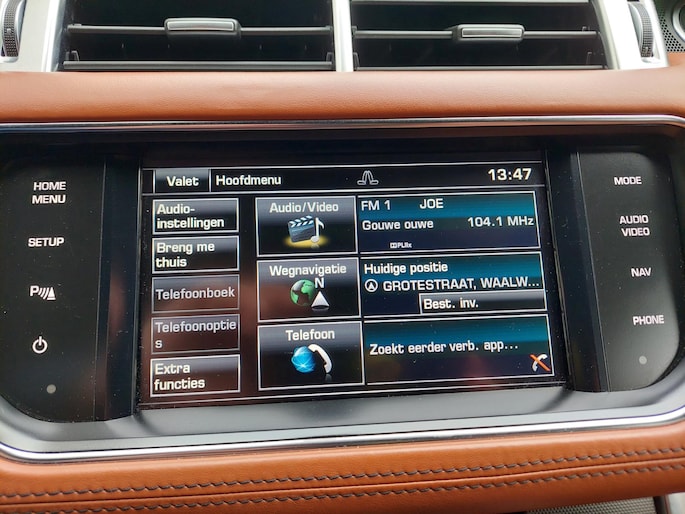 Valet Hoofdmenu 13:47
HOME
MENU
SETUP
P
Audio-
instellingen
Breng me
thuis
Telefoonboek
Telefoonoptie
s
Extra
functies
Audio/Video
Wegnavigatie
N
Telefoon
FM 1 JOE
Gouwe ouwe 104.1 MHz
PLIIx
Huidige positie
GROTESTRAAT, WAALW...
Best. inv.
Zoekt eerder verb. app...
MODE
AUDIO
VIDEO
NAV
PHONE